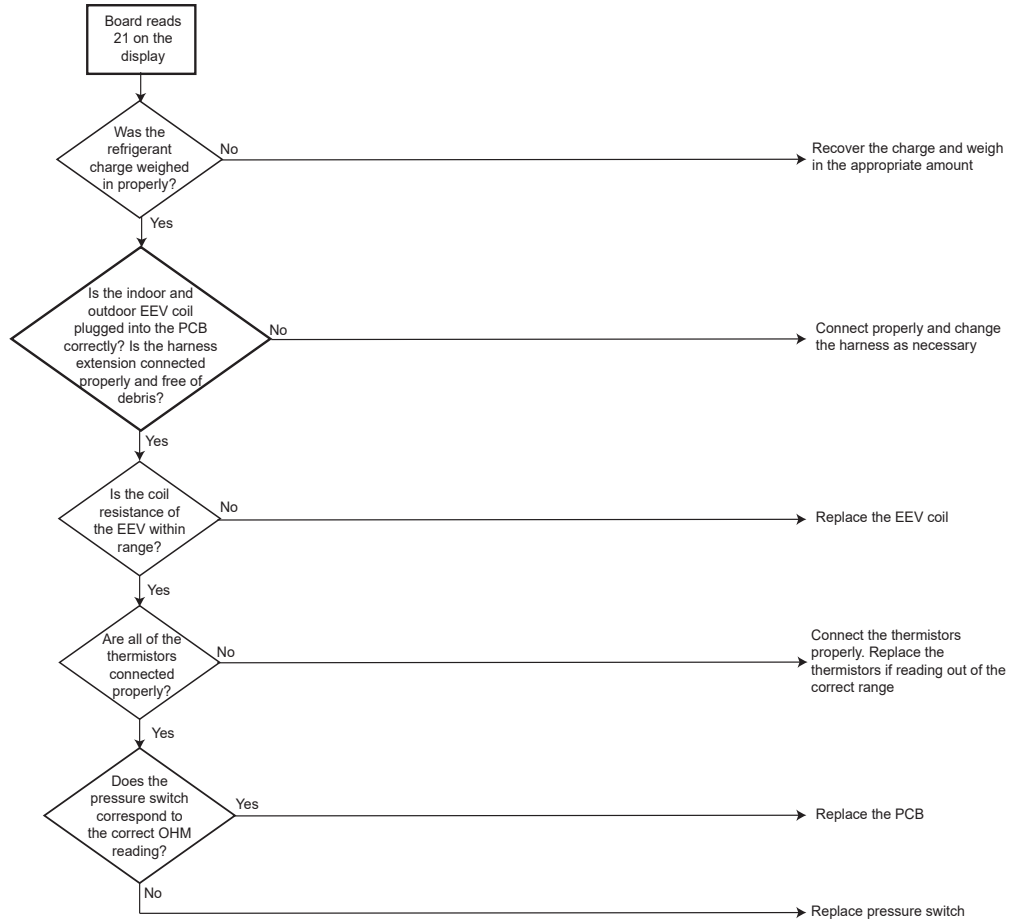 Board reads
21 on the
display
Was the
refrigerant
charge weighed
in properly?
No
Recover the charge and weigh
in the appropriate amount
Yes
Is the indoor and
outdoor EEV coil
plugged into the PCB
correctly? Is the harness
extension connected
properly and free of
debris?
No
Connect properly and change
the harness as necessary
Yes
Is the coil
resistance of
the EEV within
range?
No
Replace the EEV coil
Yes
Are all of the
thermistors
connected
properly?
No
Connect the thermistors
properly. Replace the
thermistors if reading out of the
correct range
Yes
Does the
pressure switch
correspond to
the correct OHM
reading?
Yes
Replace the PCB
No
Replace pressure switch